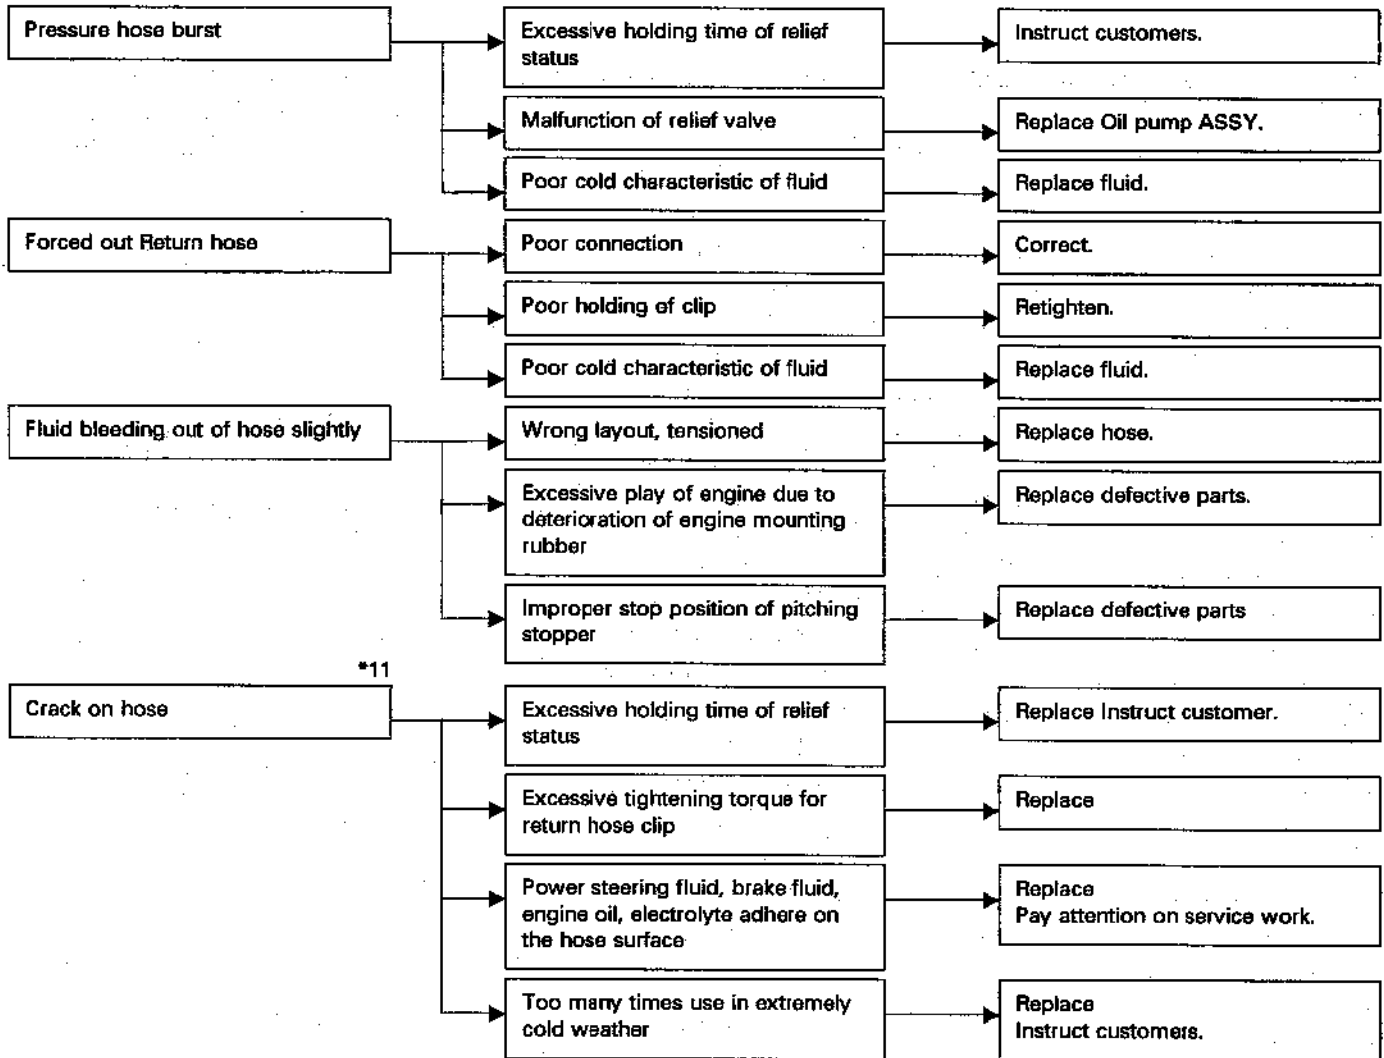 Pressure hose burst
Excessive holding time of relief
status
Instruct customers.
Malfunction of relief valve
Replace Oil pump ASSY.
Poor cold characteristic of fluid
Replace fluid.
Forced out Return hose
Poor connection
Correct.
Poor holding of clip
Retighten.
Poor cold characteristic of fluid
Replace fluid.
Fluid bleeding out of hose slightly
Wrong layout, tensioned
Replace hose.
Excessive play of engine due to
deterioration of engine mounting
rubber
Replace defective parts.
Improper stop position of pitching
stopper
Replace defective parts
*11
Crack on hose
Excessive holding time of relief
status
Replace Instruct customer.
Excessive tightening torque for
return hose clip
Replace
Power steering fluid, brake fluid,
engine oil, electrolyte adhere on
the hose surface
Replace
Pay attention on service work.
Too many times use in extremely
cold weather
Replace
Instruct customers.